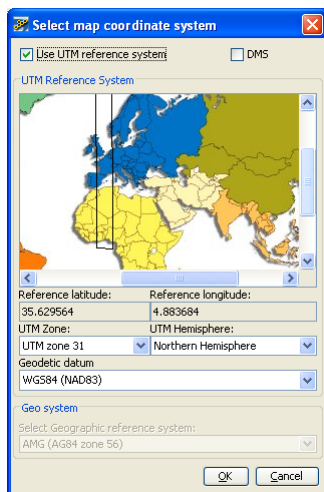 Select map coordinate system
Use UTM reference system DMS
UTM Reference System
Reference latitude: Reference longitude:
35.629564 4.883684
UTM Zone: UTM Hemisphere:
UTM zone 31 Northern Hemisphere
Geodetic datum
WGS84 (NAD83)
Geo system
Select Geographic reference system:
AMG (AG84 zone 56)
OK Cancel